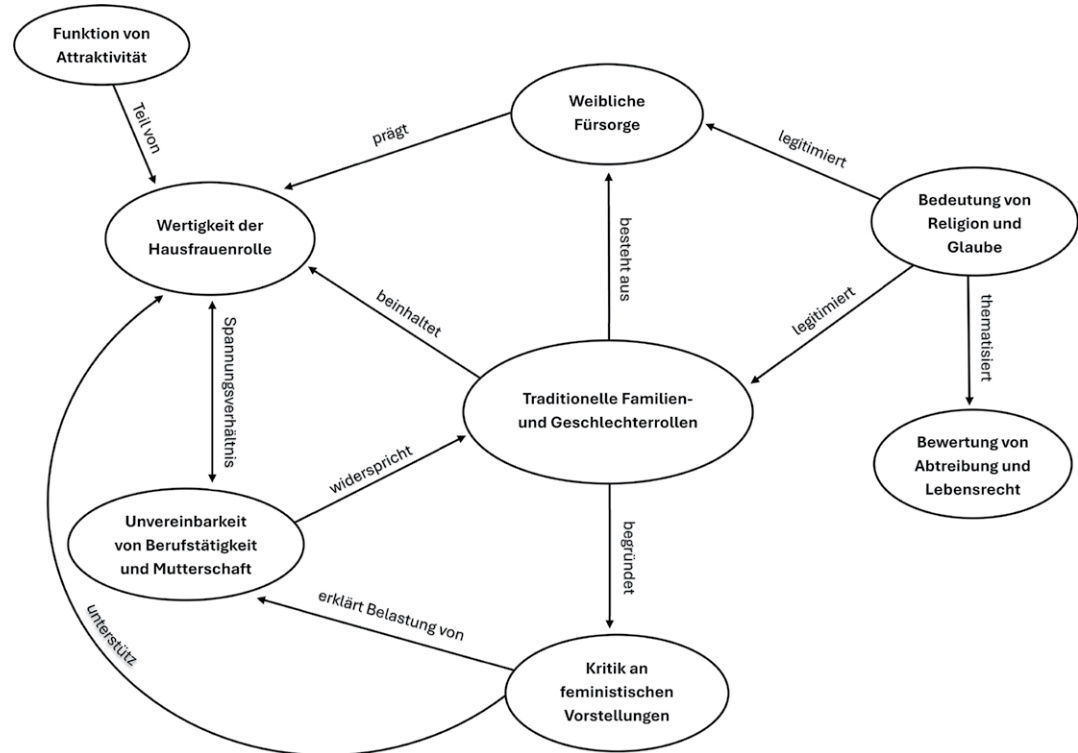 Funktion von
Attraktivität
Teil von
Weibliche
Fürsorge
prägt
legitimiert
Wertigkeit der
Hausfrauenrolle
Bedeutung von
Religion und
Glaube
besteht aus
beinhaltet
legitimiert
thematisiert
Spannungsverhältnis
Traditionelle Familien-
und Geschlechterrollen
Bewertung von
Abtreibung und
Lebensrecht
widerspricht
Unvereinbarkeit
von Berufstätigkeit
und Mutterschaft
begründet
erklärt Belastung von
unterstütz
Kritik an
feministischen
Vorstellungen